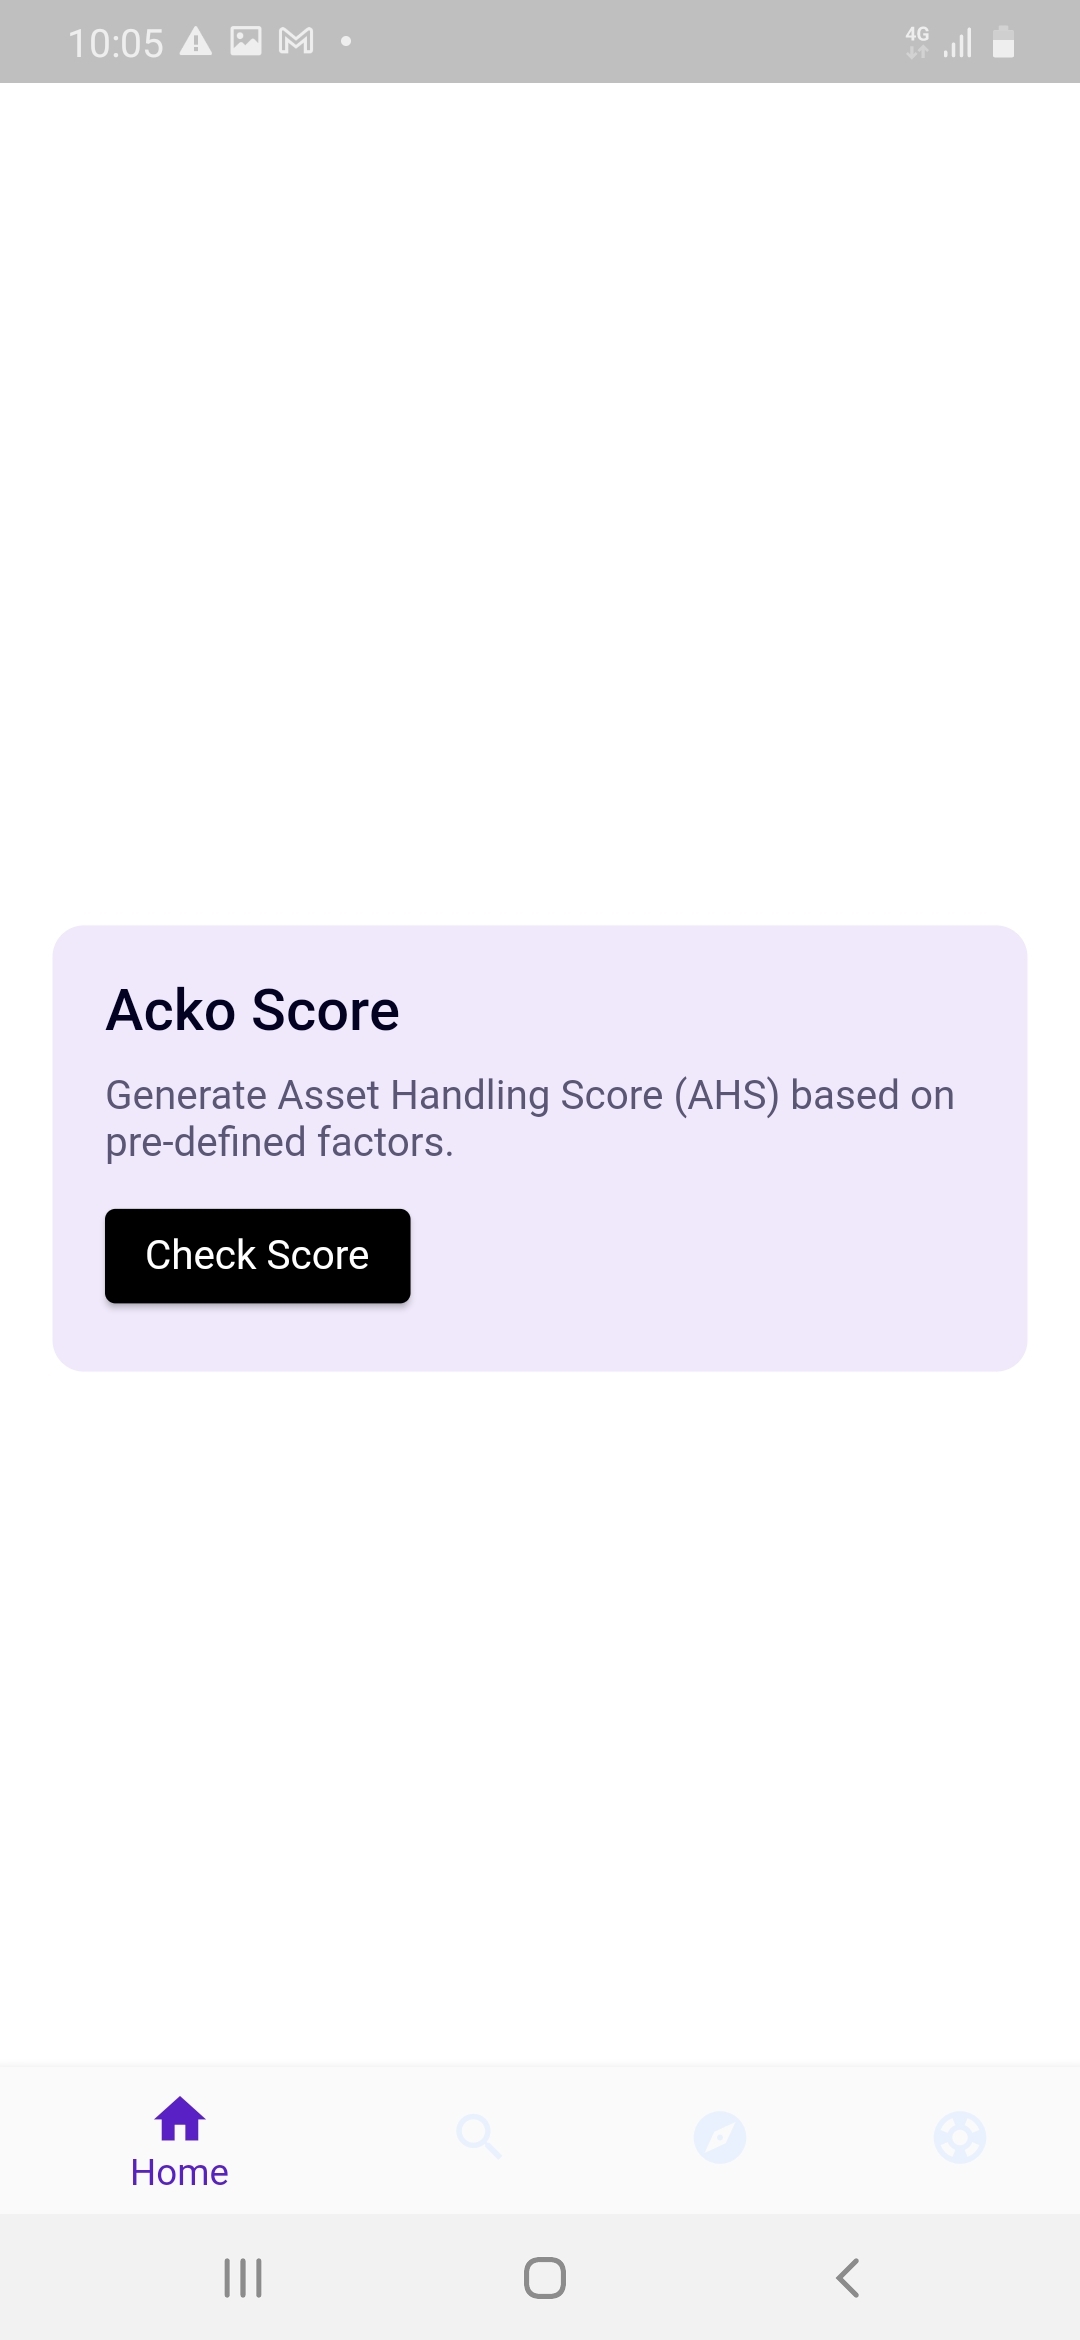 10:05
4G
Acko Score
Generate Asset Handling Score (AHS) based on
pre-defined factors.
Check Score
Home